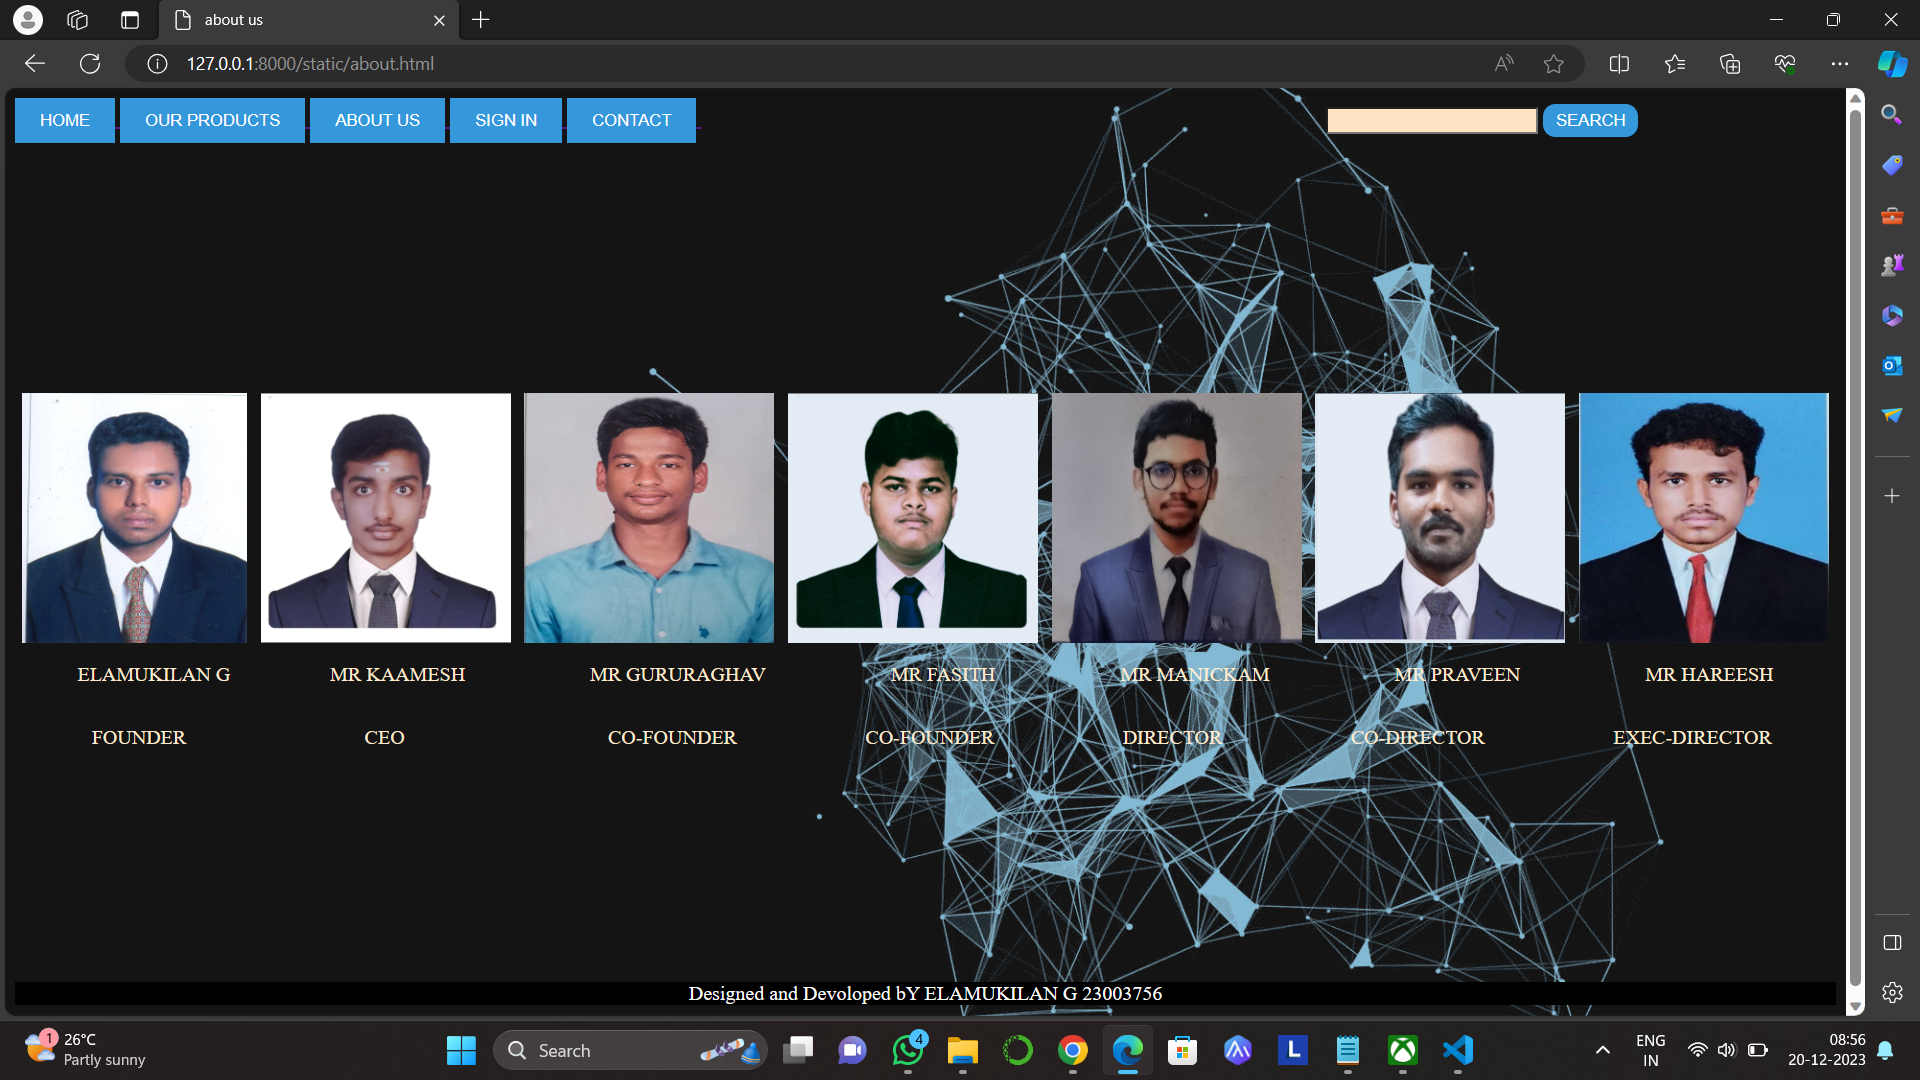 about us
127.0.0.1:8000/static/about.html
HOME OUR PRODUCTS ABOUT US SIGN IN CONTACT SEARCH
ELAMUKILAN G MR KAAMESH MR GURURAGHAV MR FASITH MR MANICKAM MR PRAVEEN MR HAREESH
FOUNDER CEO CO-FOUNDER CO-FOUNDER DIRECTOR CO-DIRECTOR EXEC-DIRECTOR
Designed and Devoloped bY ELAMUKILAN G 23003756
1 26°C
Partly sunny
Search
4
L
ENG
IN
08:56
20-12-2023